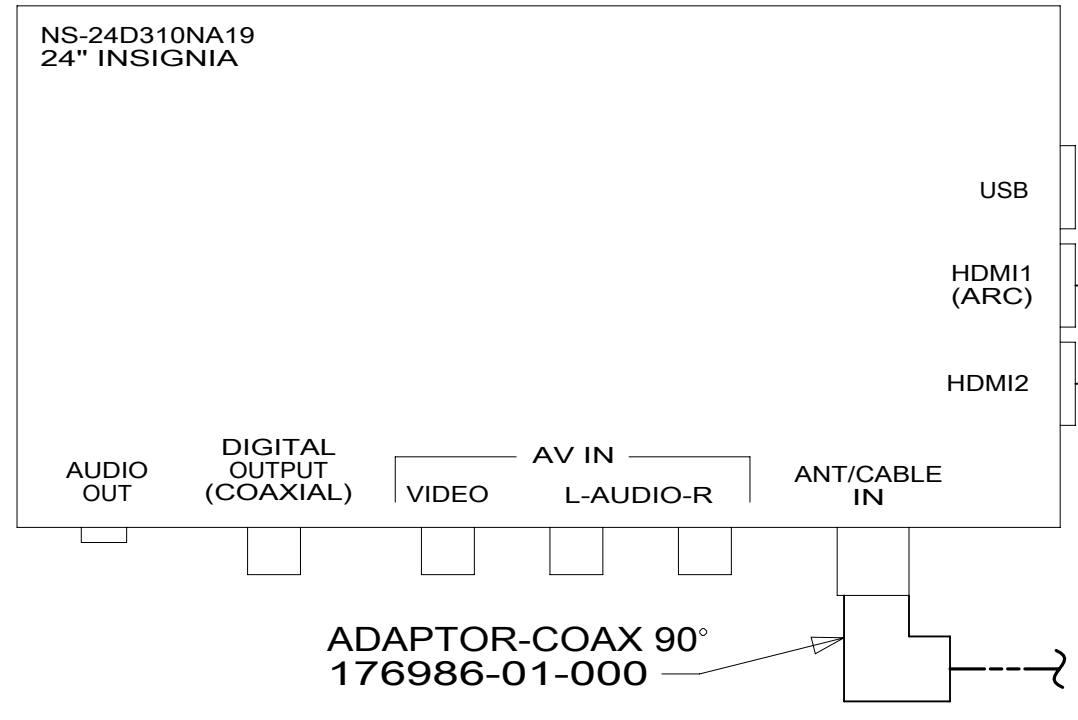 NS-24D310NA19
24" INSIGNIA
USB
HDMI1
(ARC)
HDMI2
AUDIO
OUT
DIGITAL
OUTPUT
(COAXIAL)
AV IN
VIDEO
L-AUDIO-R
ANT/CABLE
IN
ADAPTOR-COAX 90°
176986-01-000